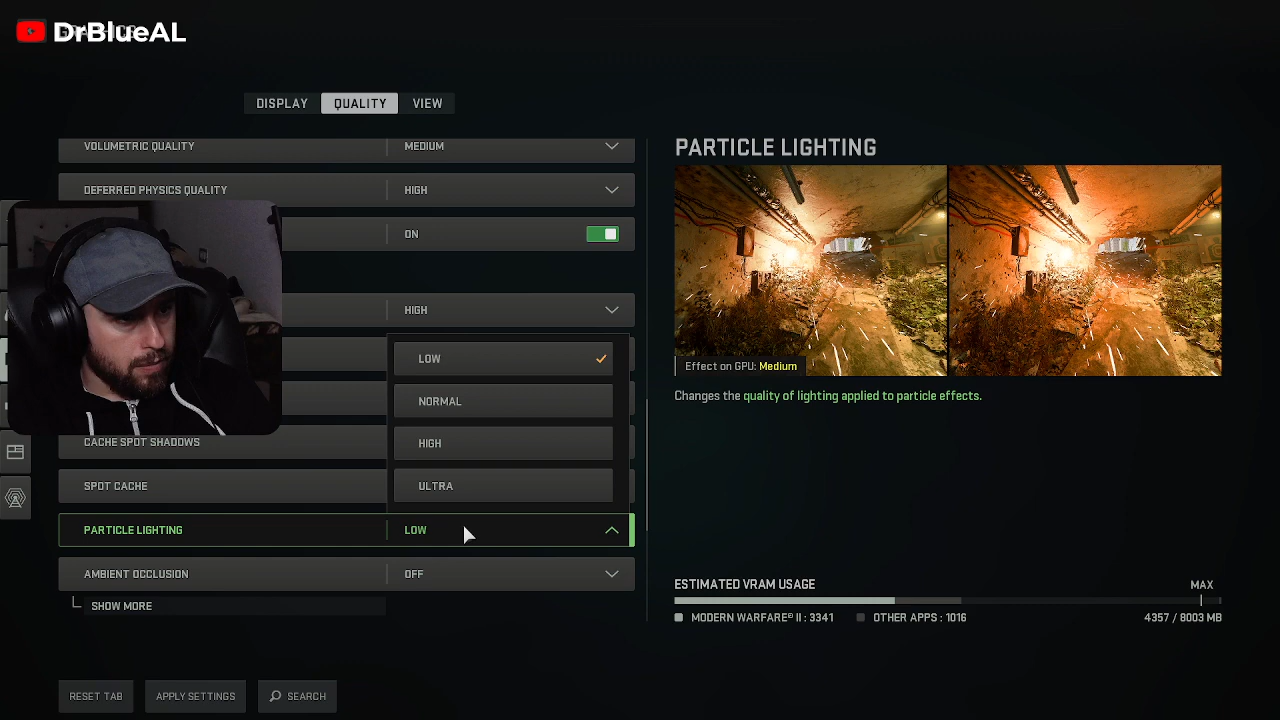 DrBlueAL
DISPLAY
QUALITY
VIEW
VOLUMETRIC QUALITY
MEDIUM
DEFERRED PHYSICS QUALITY
HIGH
ON
HIGH
LOW
NORMAL
HIGH
CACHE SPOT SHADOWS
SPOT CACHE
ULTRA
PARTICLE LIGHTING
LOW
AMBIENT OCCLUSION
OFF
SHOW MORE
RESET TAB
APPLY SETTINGS
SEARCH
PARTICLE LIGHTING
Effect on GPU: Medium
Changes the quality of lighting applied to particle effects.
ESTIMATED VRAM USAGE
MAX
MODERN WARFARE® II : 3341
OTHER APPS : 1016
4357 / 8003 MB